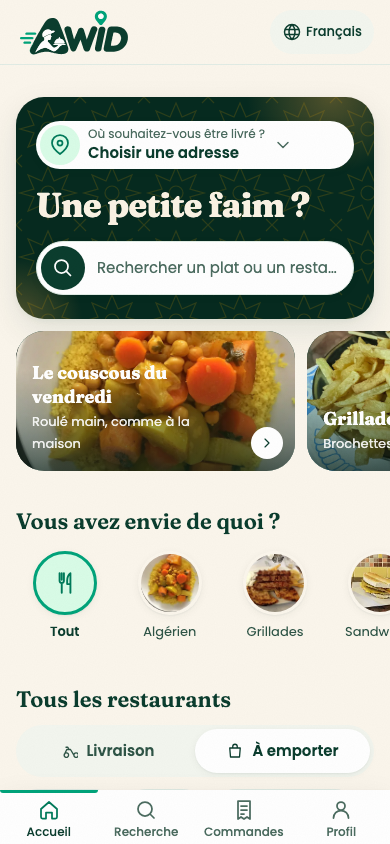 AWID
Français
Où souhaitez-vous être livré ?
Choisir une adresse
Une petite faim ?
Rechercher un plat ou un resta...
Le couscous du
vendredi
Roulé main, comme à la
maison
Grillad
Brochettes
Vous avez envie de quoi ?
Tout
Algérien
Grillades
Sandw
Tous les restaurants
Livraison
À emporter
Accueil
Recherche
Commandes
Profil